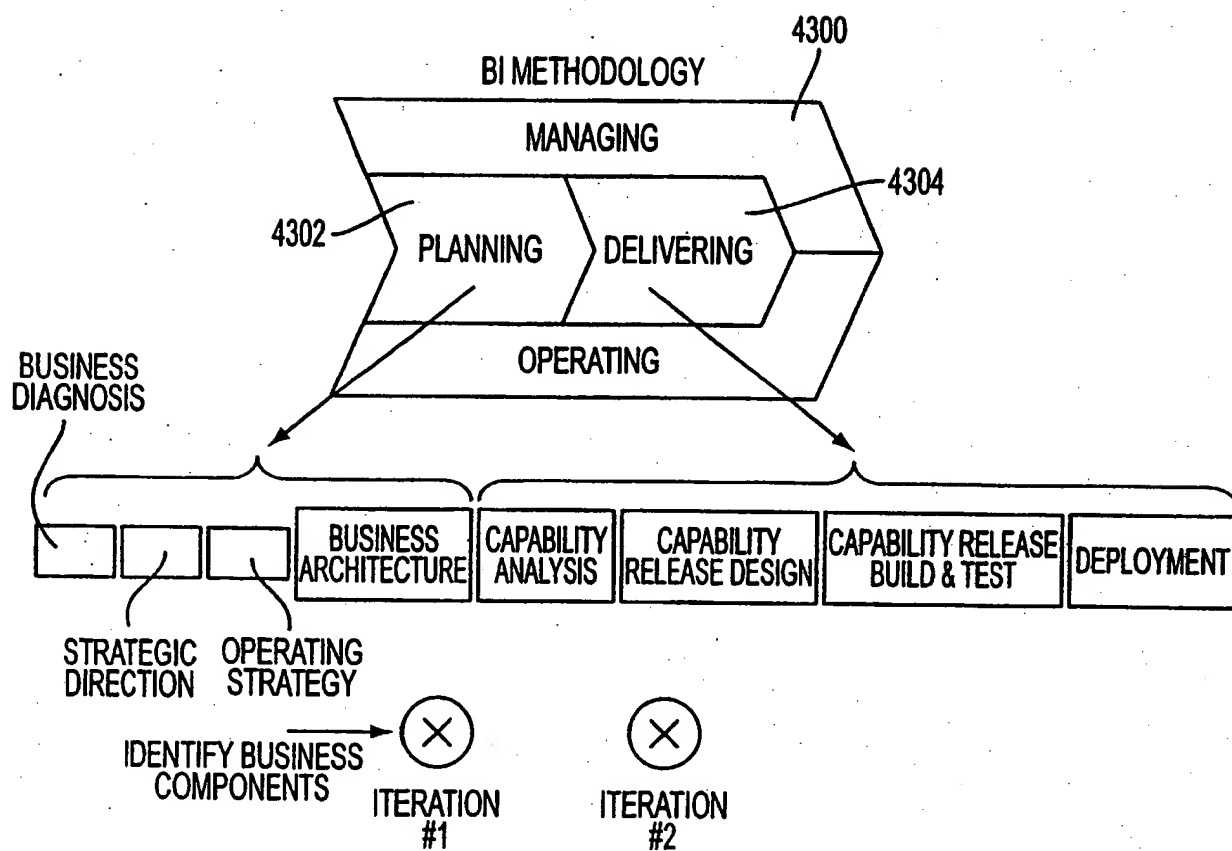 4300
BI METHODOLOGY
MANAGING
4304
4302
PLANNING
DELIVERING
OPERATING
BUSINESS
DIAGNOSIS
BUSINESS
ARCHITECTURE
CAPABILITY
ANALYSIS
CAPABILITY
RELEASE DESIGN
CAPABILITY RELEASE
BUILD & TEST
DEPLOYMENT
STRATEGIC
DIRECTION
OPERATING
STRATEGY
IDENTIFY BUSINESS
COMPONENTS
ITERATION
#1
ITERATION
#2